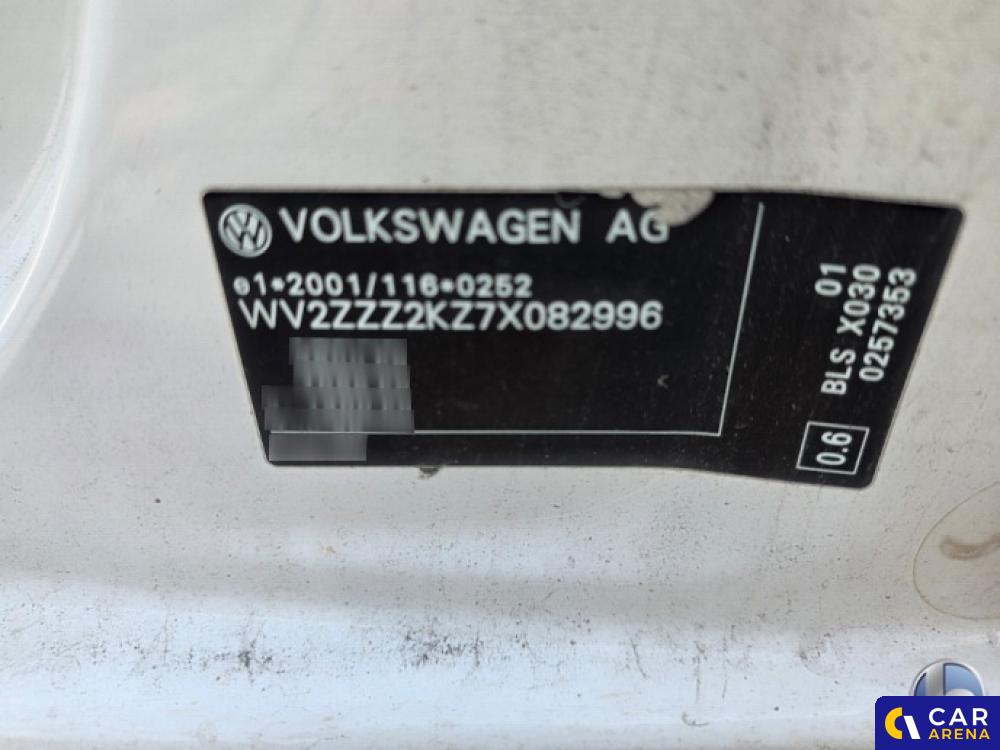 VOLKSWAGEN AG
e1*2001/116*0252
WV2ZZZ2KZ7X082996
01
BLS X030
0257353
0.6
CAR
ARENA